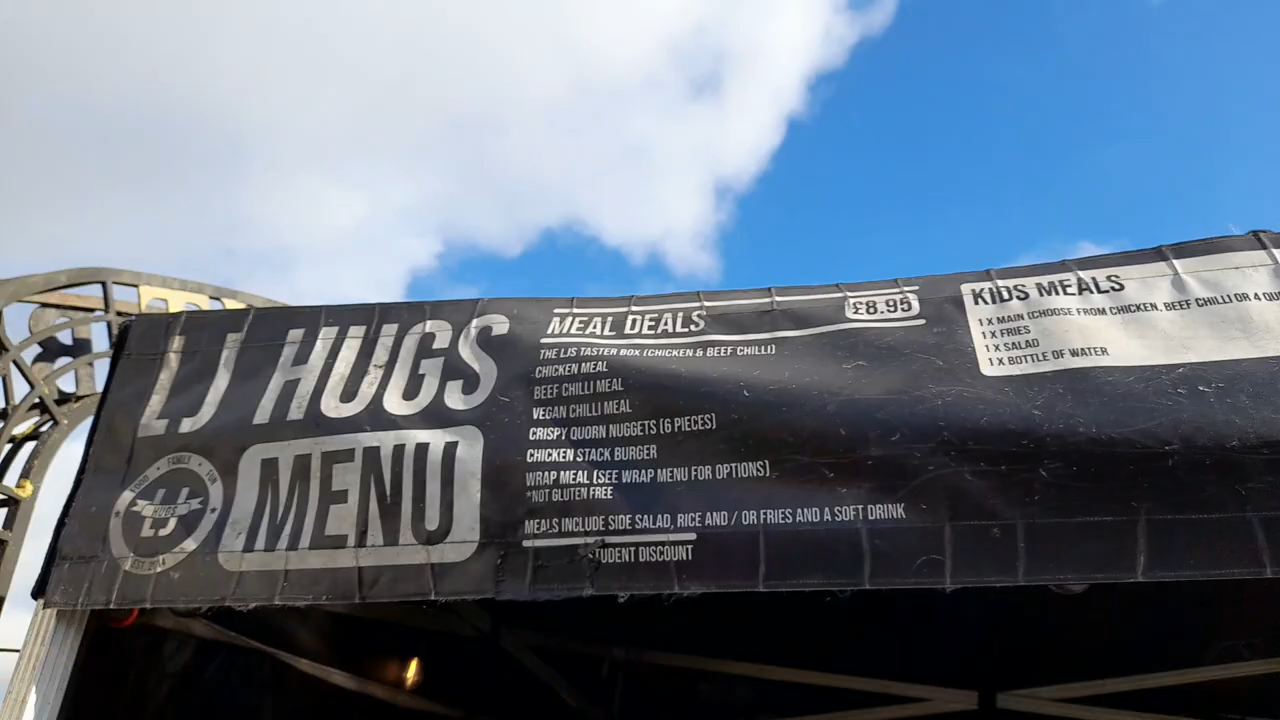 LJ HUGS
MENU
FOOD ★ FAMILY ★ FUN
LJ
HUGS
EST. 2014
MEAL DEALS £8.95
THE LJS TASTER BOX (CHICKEN & BEEF CHILLI)
CHICKEN MEAL
BEEF CHILLI MEAL
VEGAN CHILLI MEAL
CRISPY QUORN NUGGETS (6 PIECES)
CHICKEN STACK BURGER
WRAP MEAL (SEE WRAP MENU FOR OPTIONS)
*NOT GLUTEN FREE
MEALS INCLUDE SIDE SALAD, RICE AND / OR FRIES AND A SOFT DRINK
STUDENT DISCOUNT
KIDS MEALS
1 X MAIN (CHOOSE FROM CHICKEN, BEEF CHILLI OR 4 QU
1 X FRIES
1 X SALAD
1 X BOTTLE OF WATER